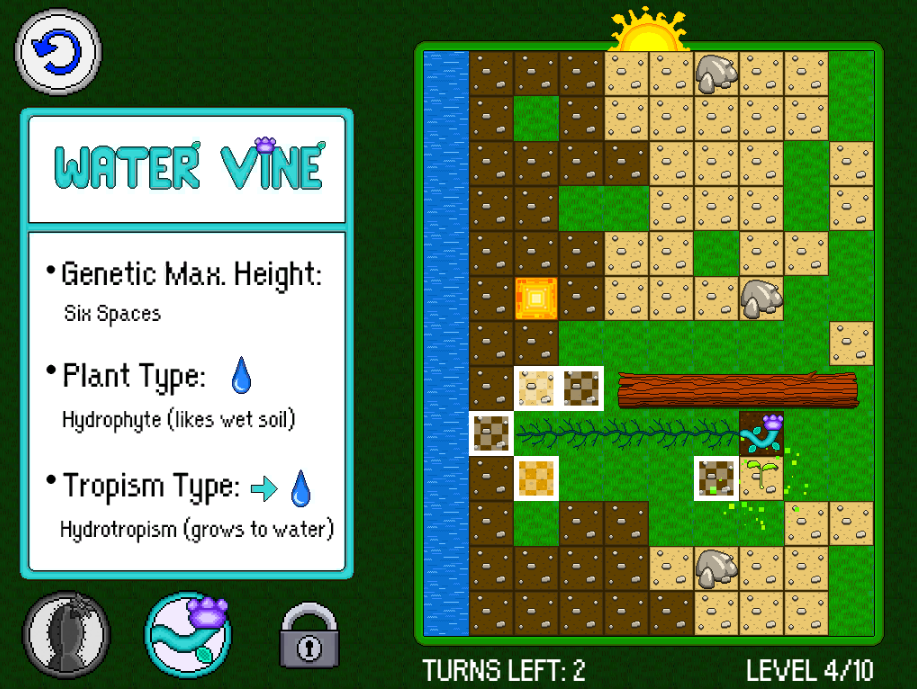 WATER VINE
• Genetic Max. Height:
Six Spaces
• Plant Type:
Hydrophyte (likes wet soil)
• Tropism Type:
Hydrotropism (grows to water)
TURNS LEFT: 2
LEVEL 4/10